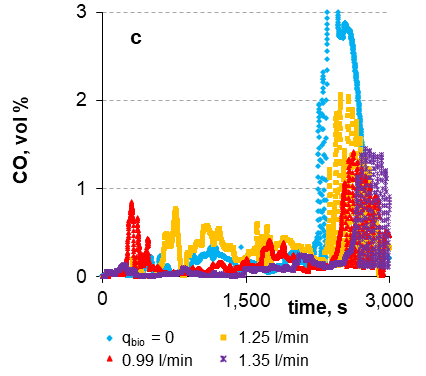 3
c
2
CO, vol %
1
0
0
1,500
3,000
time, s
qbio = 0
1.25 l/min
0.99 l/min
1.35 l/min